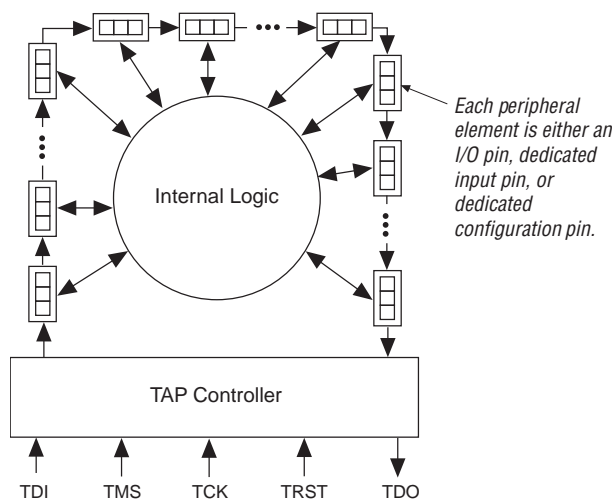 Each peripheral
element is either an
I/O pin, dedicated
input pin, or
dedicated
configuration pin.
Internal Logic
TAP Controller
TDI TMS TCK TRST TDO